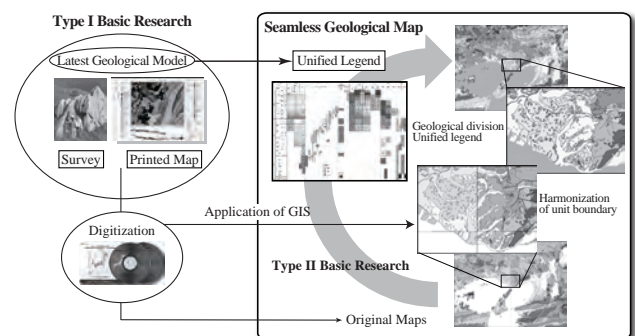 Type I Basic Research
Latest Geological Model
Survey
Printed Map
Digitization
Seamless Geological Map
Unified Legend
Geological division
Unified legend
Harmonization
of unit boundary
Application of GIS
Type II Basic Research
Original Maps